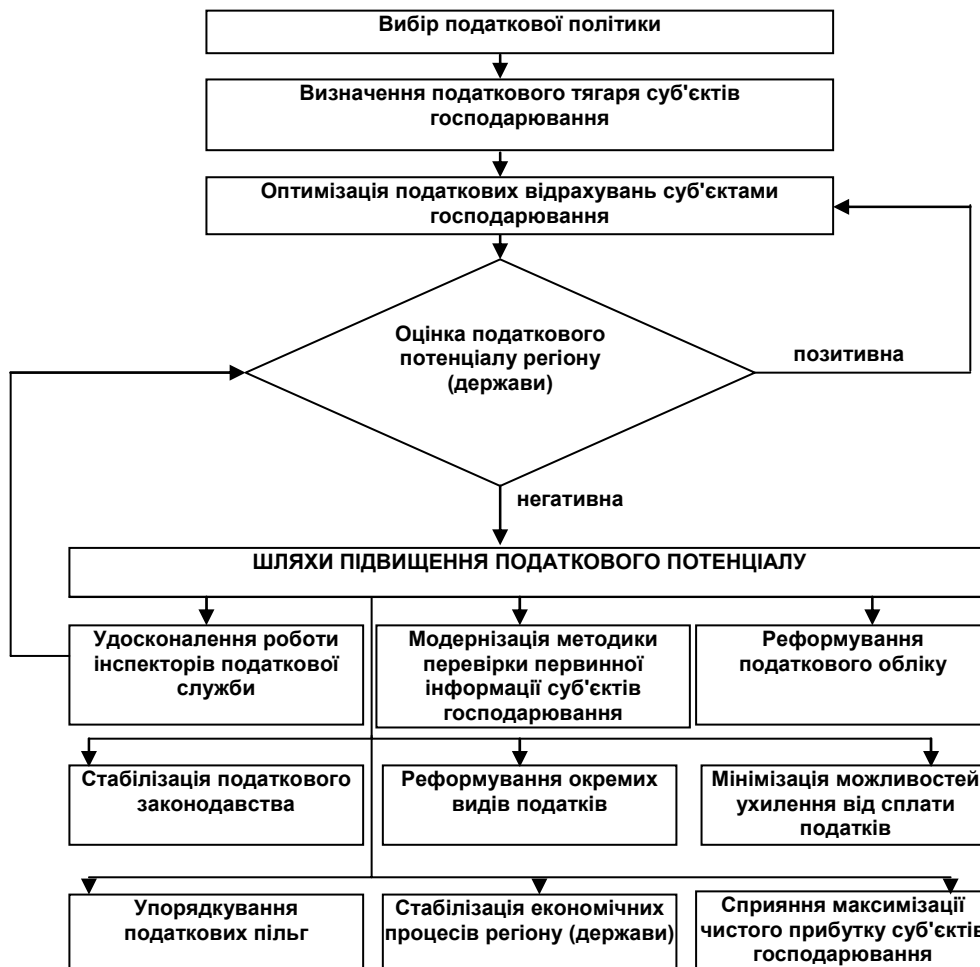 Вибір податкової політики
Визначення податкового тягаря суб'єктів
господарювання
Оптимізація податкових відрахувань суб'єктами
господарювання
Оцінка податкового
потенціалу регіону
(держави)
позитивна
негативна
ШЛЯХИ ПІДВИЩЕННЯ ПОДАТКОВОГО ПОТЕНЦІАЛУ
Удосконалення роботи
інспекторів податкової
служби
Модернізація методики
перевірки первинної
інформації суб'єктів
господарювання
Реформування
податкового обліку
Стабілізація податкового
законодавства
Реформування окремих
видів податків
Мінімізація можливостей
ухилення від сплати
податків
Упорядкування
податкових пільг
Стабілізація економічних
процесів регіону (держави)
Сприяння максимізації
чистого прибутку суб'єктів
господарювання